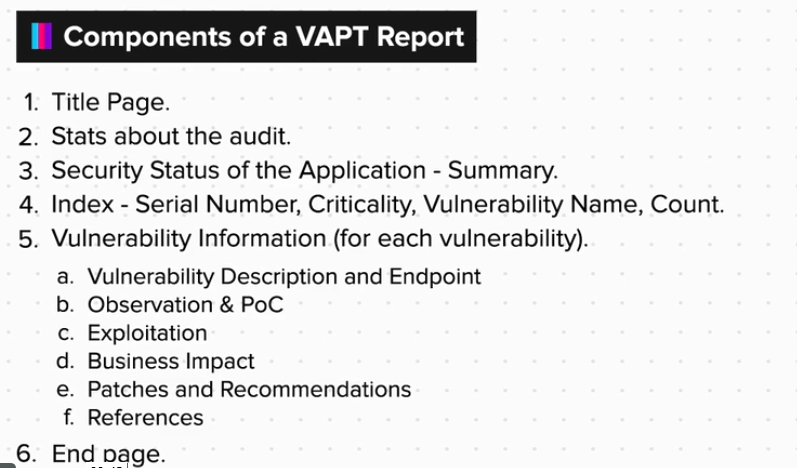 Components of a VAPT Report
1. Title Page.
2. Stats about the audit.
3. Security Status of the Application - Summary.
4. Index - Serial Number, Criticality, Vulnerability Name, Count.
5. Vulnerability Information (for each vulnerability).
a. Vulnerability Description and Endpoint
b. Observation & PoC
c. Exploitation
d. Business Impact
e. Patches and Recommendations
f. References
6. End page.